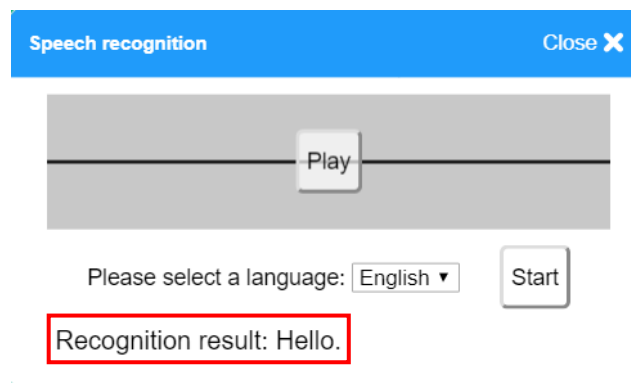 Speech recognition Close ✖
Play
Please select a language: English ▼ Start
Recognition result: Hello.